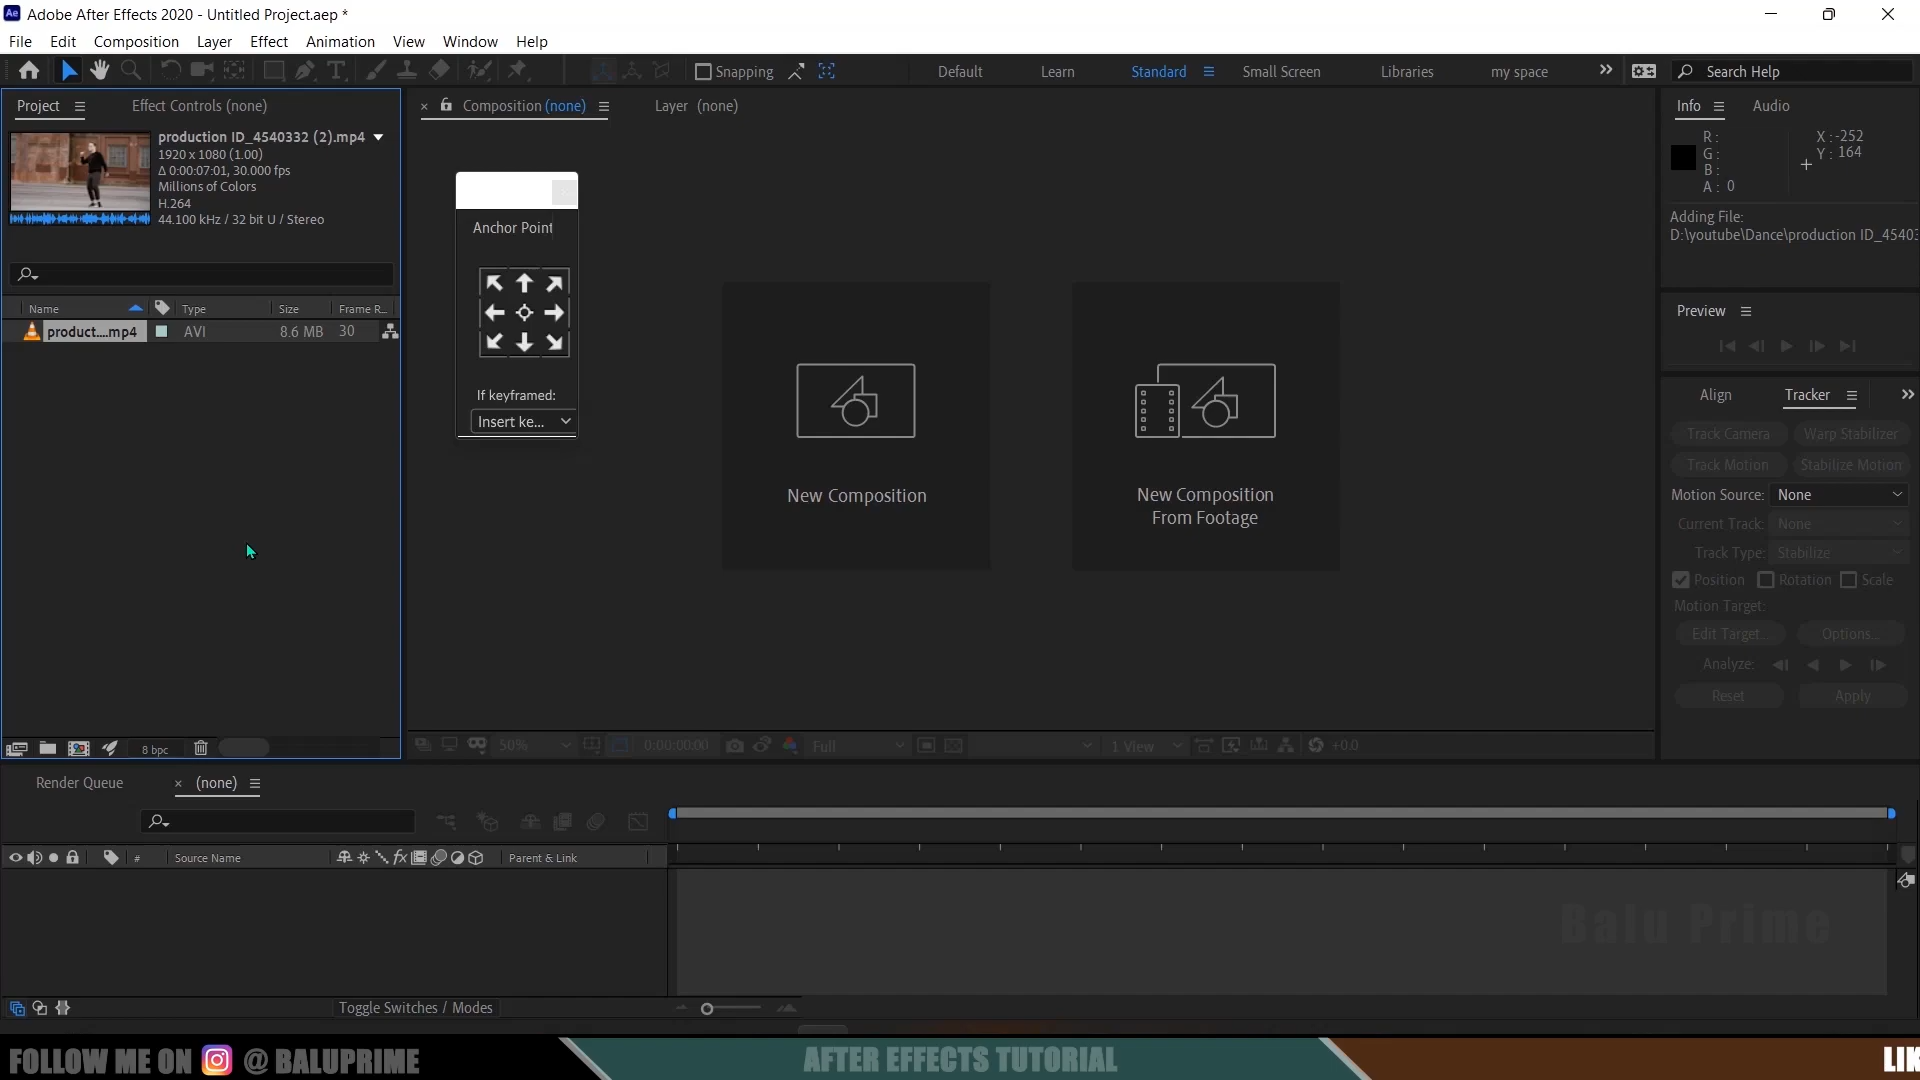 Ae Adobe After Effects 2020 - Untitled Project.aep *
File Edit Composition Layer Effect Animation View Window Help
Snapping Default Learn Standard Small Screen Libraries my space Search Help
Project Effect Controls (none)
Composition (none) Layer (none)
Info Audio
production ID_4540332 (2).mp4
1920 x 1080 (1.00)
Δ 0:00:07:01, 30.000 fps
Millions of Colors
H.264
44.100 kHz / 32 bit U / Stereo
R :
G :
B :
A : 0
X :-252
Y : 164
Adding File:
D:\youtube\Dance\production ID_4540:
Anchor Point
If keyframed:
Insert ke...
Name Type Size Frame R...
product....mp4 AVI 8.6 MB 30
New Composition
New Composition
From Footage
Preview
Align Tracker
Track Camera Warp Stabilizer
Track Motion Stabilize Motion
Motion Source: None
Current Track: None
Track Type: Stabilize
Position Rotation Scale
Motion Target:
Edit Target... Options...
Analyze:
Reset Apply
8 bpc
50% 0:00:00:00 Full 1 View +0.0
Render Queue (none)
# Source Name fx Parent & Link
Balu Prime
Toggle Switches / Modes
FOLLOW ME ON @ BALUPRIME
AFTER EFFECTS TUTORIAL
LIK